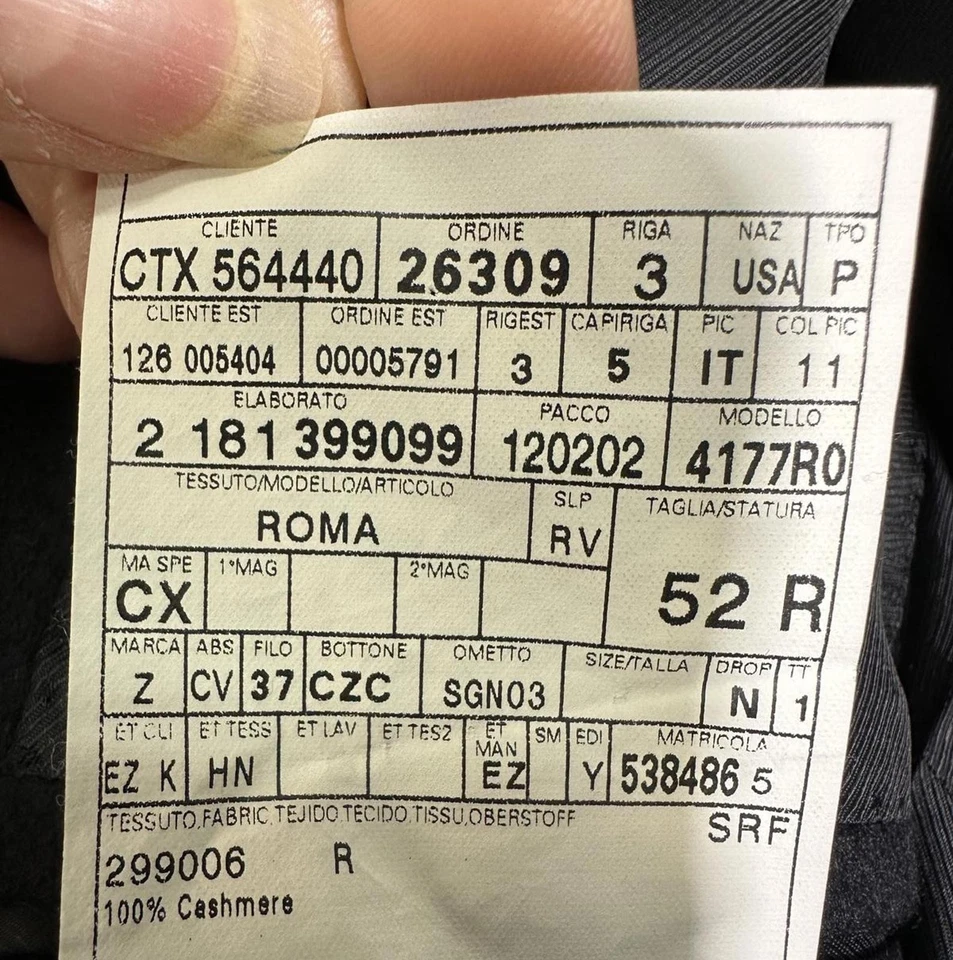 CLIENTE ORDINE RIGA NAZ TPO
CTX 564440 26309 3 USA P
CLIENTE EST ORDINE EST RIGEST CAPIRIGA PIC COL PIC
126 005404 00005791 3 5 IT 11
ELABORATO PACCO MODELLO
2 181 399099 120202 4177R0
TESSUTO/MODELLO/ARTICOLO SLP TAGLIA/STATURA
ROMA RV
52 R
MA SPE 1°MAG 2°MAG
CX
MARCA ABS FILO BOTTONE OMETTO SIZE/TALLA DROP TT
Z CV 37 CZC SGN03 N 1
ET CLI ET TESS ET LAV ET TES2 ET MAN SM EDI MATRICOLA
EZ K HN EZ Y 538486 5
TESSUTO,FABRIC,TEJIDO,TECIDO,TISSU,OBERSTOFF SRF
299006 R
100% Cashmere